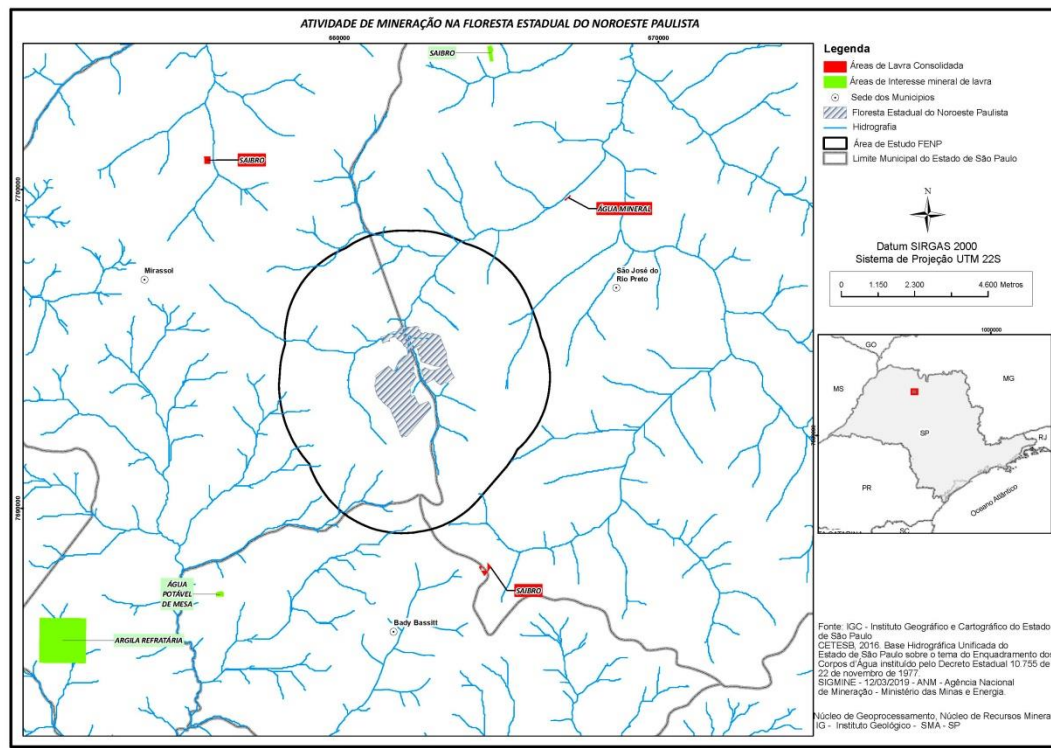 ATIVIDADE DE MINERAÇÃO NA FLORESTA ESTADUAL DO NOROESTE PAULISTA
660000
670000
SAIBRO
SAIBRO
7700000
ÁGUA MINERAL
Mirassol
São José do
Rio Preto
7690000
ÁGUA
POTÁVEL
DE MESA
SAIBRO
Bady Bassitt
ARGILA REFRATÁRIA
Legenda
Áreas de Lavra Consolidada
Áreas de Interesse mineral de lavra
Sede dos Municipios
Floresta Estadual do Noroeste Paulista
Hidrografia
Área de Estudo FENP
Limite Municipal do Estado de São Paulo
N
Datum SIRGAS 2000
Sistema de Projeção UTM 22S
0 1.150 2.300 4.600 Metros
1000000
GO
MS
MG
SP
RJ
PR
Oceano Atlântico
SC
Fonte: IGC - Instituto Geográfico e Cartográfico do Estado
de São Paulo
CETESB, 2016. Base Hidrográfica Unificada do
Estado de São Paulo sobre o tema do Enquadramento dos
Corpos d'Água instituído pelo Decreto Estadual 10.755 de
22 de novembro de 1977.
SIGMINE - 12/03/2019 - ANM - Agência Nacional
de Mineração - Ministério das Minas e Energia.
Núcleo de Geoprocessamento, Núcleo de Recursos Minera
IG - Instituto Geológico - SMA - SP